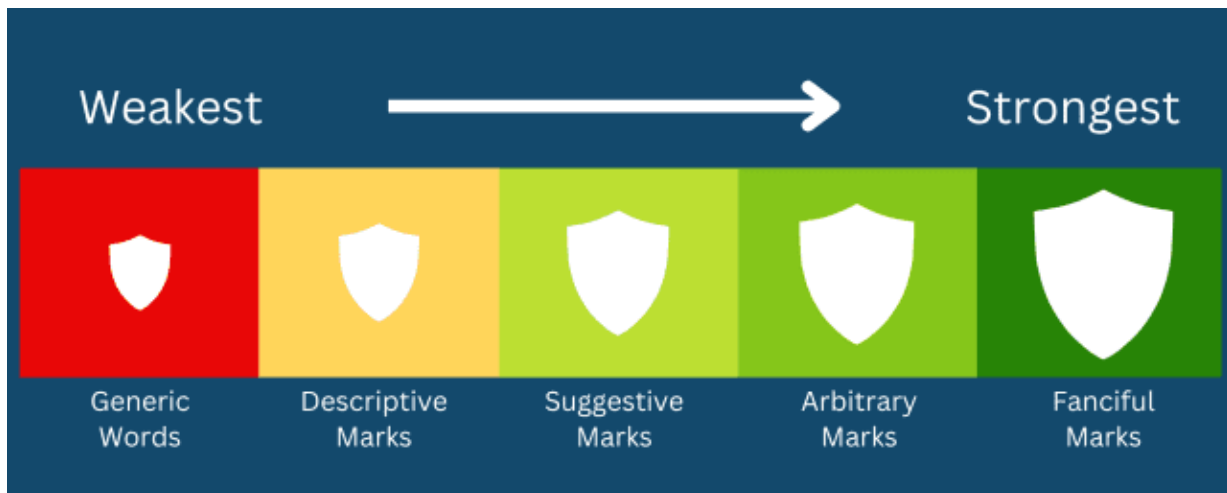 Weakest
Strongest
Generic
Words
Descriptive
Marks
Suggestive
Marks
Arbitrary
Marks
Fanciful
Marks